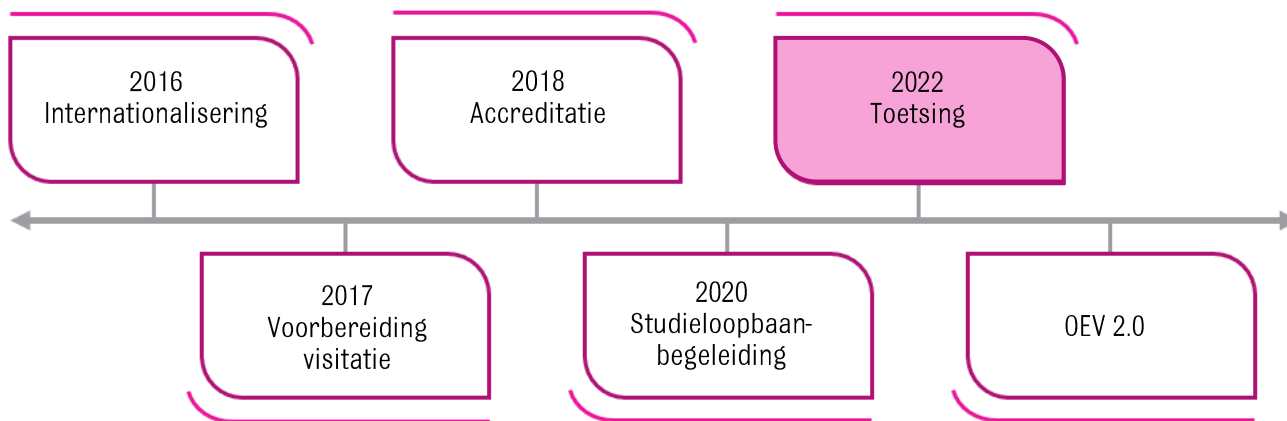 2016
Internationalisering
2018
Accreditatie
2022
Toetsing
2017
Voorbereiding
visitatie
2020
Studieloopbaan-
begeleiding
OEV 2.0